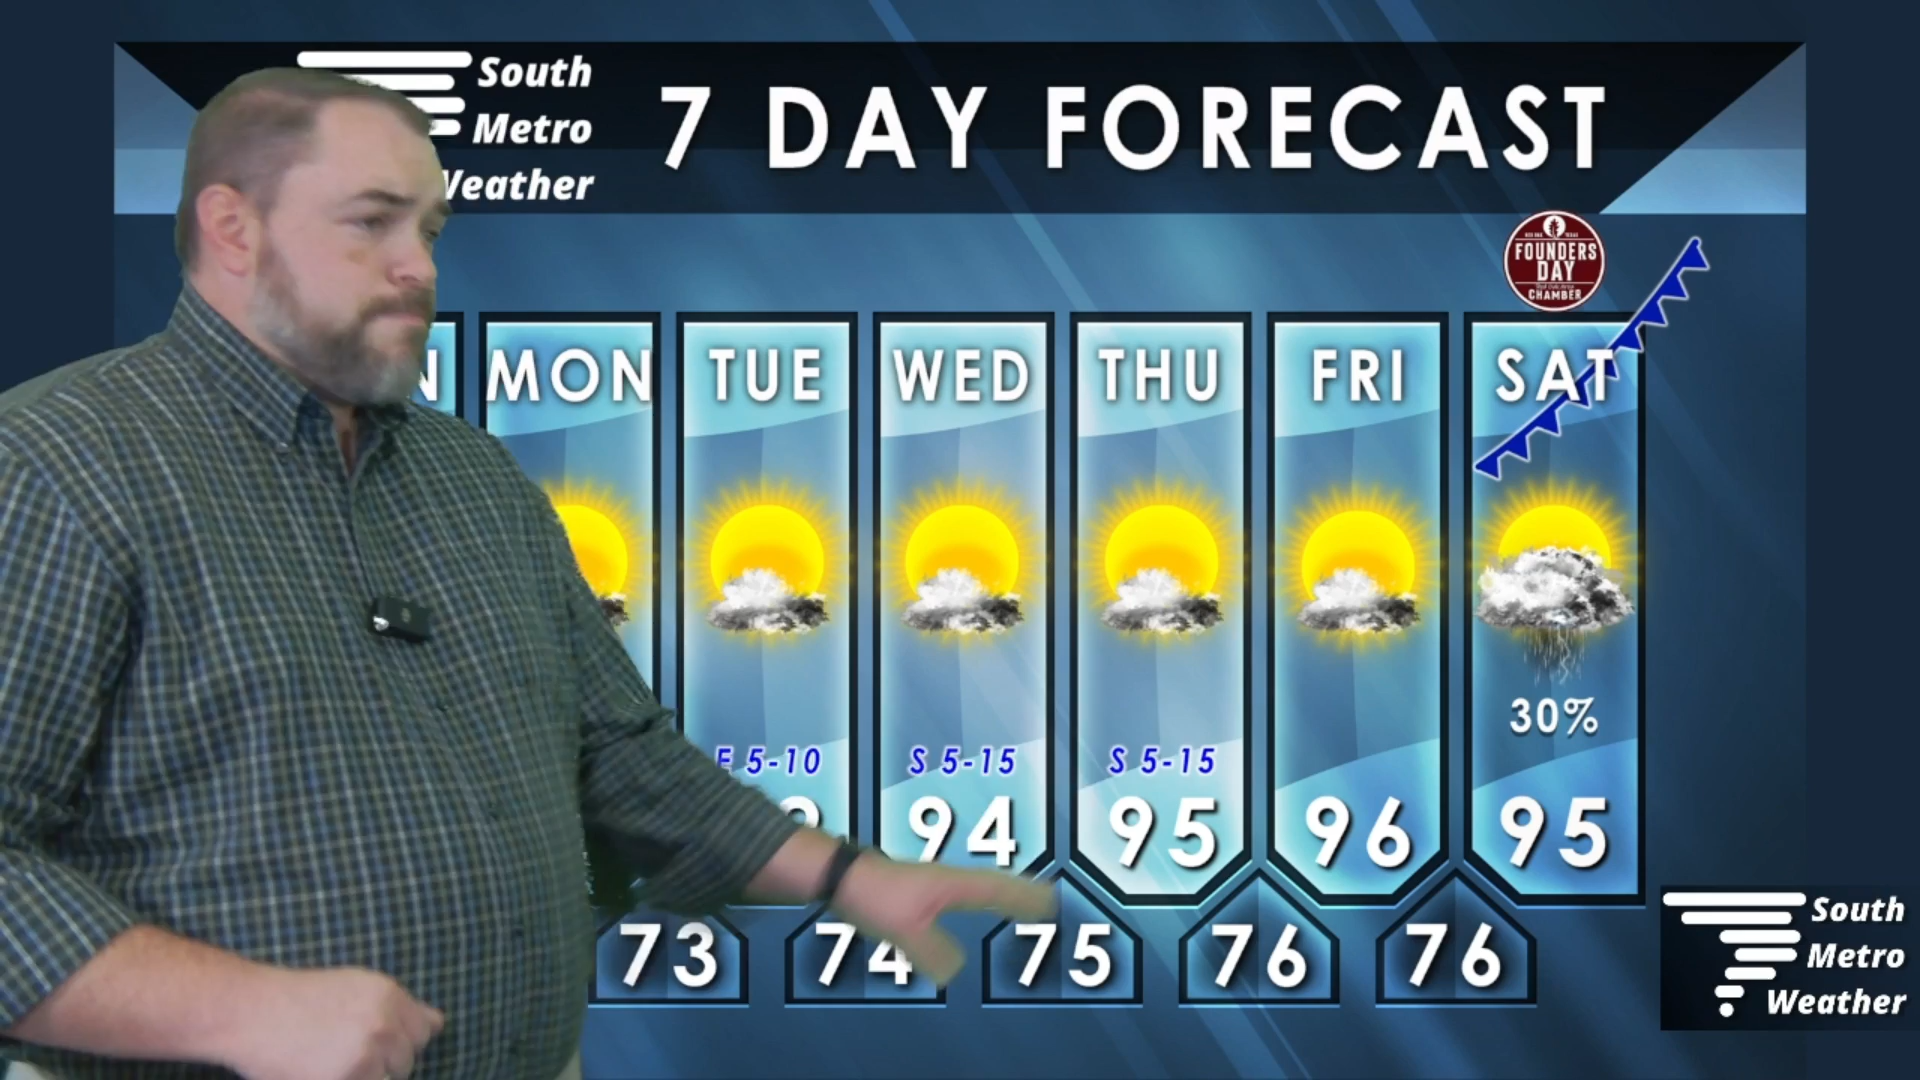 South
Metro
Weather
7 DAY FORECAST
FOUNDERS
DAY
CHAMBER
MON
TUE
WED
THU
FRI
SAT
30%
5-10
S 5-15
S 5-15
94
95
96
95
73
74
75
76
76
South
Metro
Weather